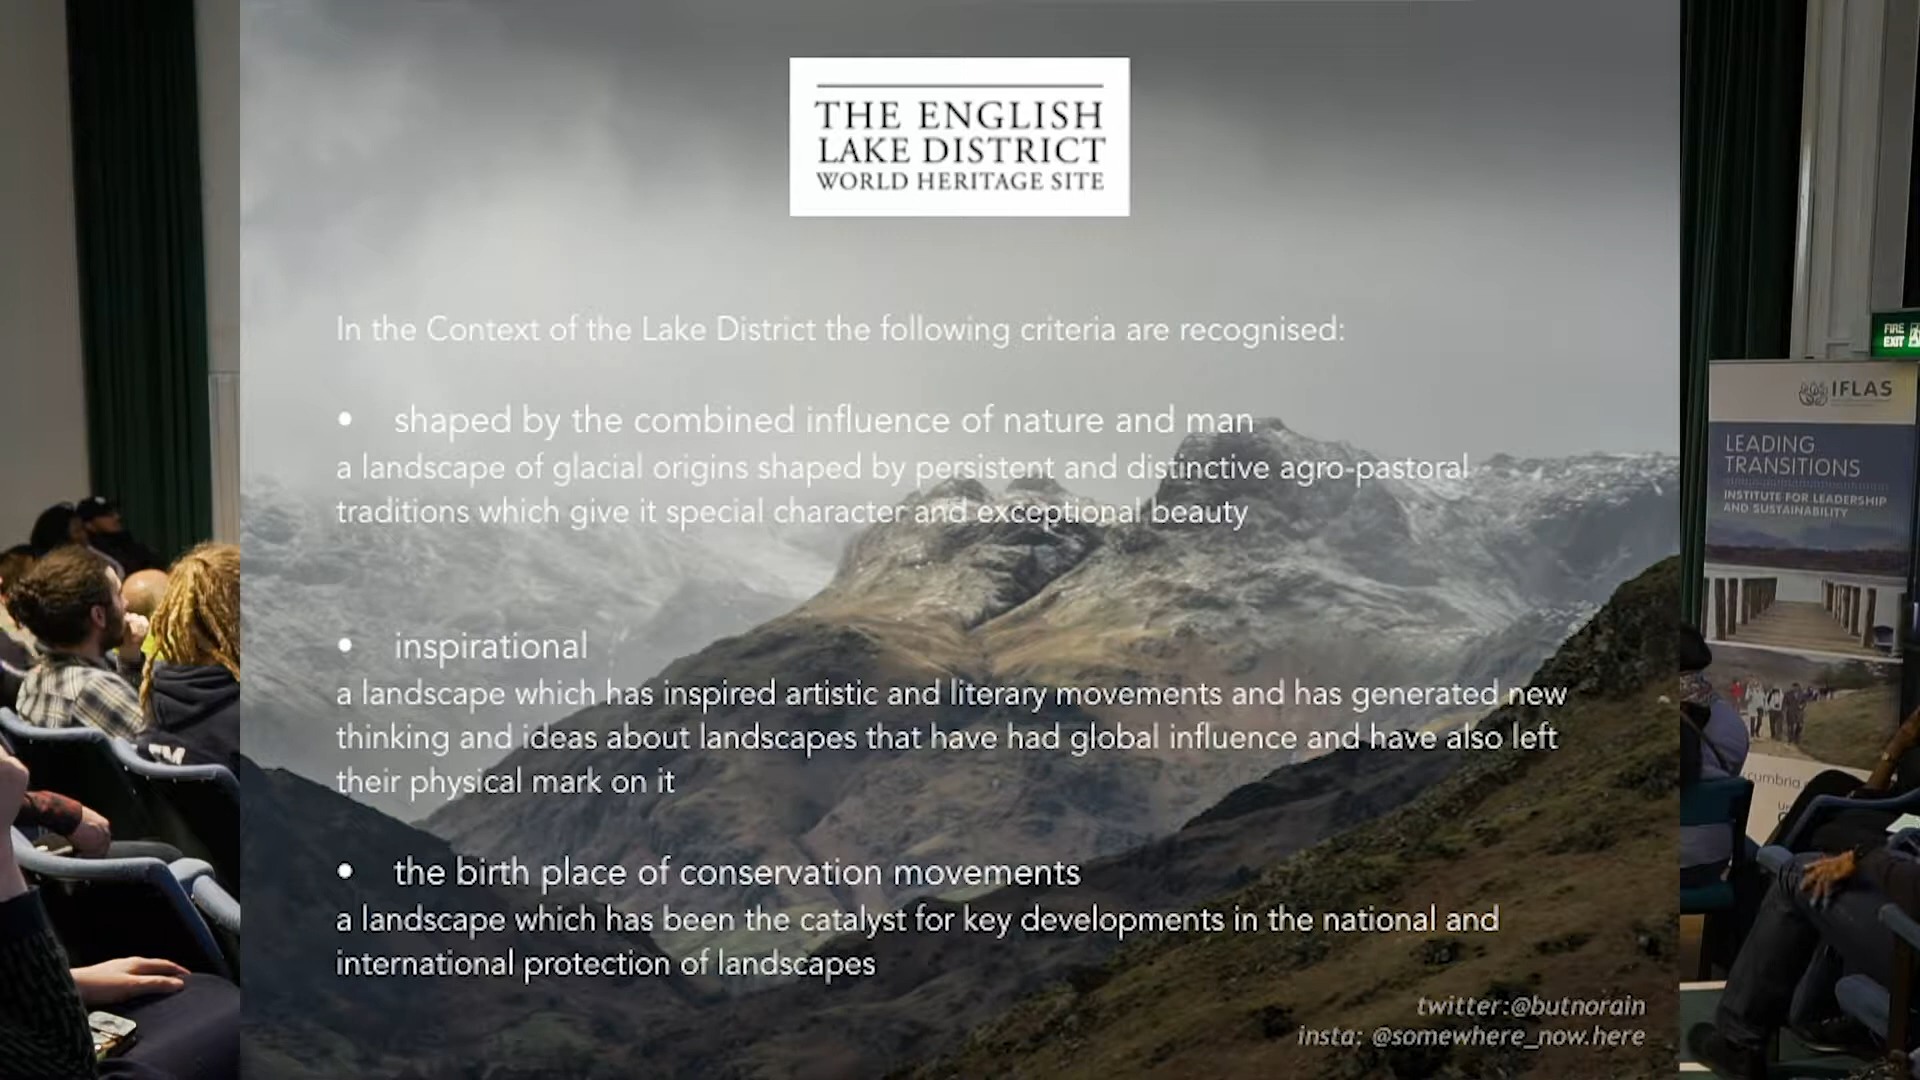 THE ENGLISH
LAKE DISTRICT
WORLD HERITAGE SITE
In the Context of the Lake District the following criteria are recognised:
• shaped by the combined influence of nature and man
a landscape of glacial origins shaped by persistent and distinctive agro-pastoral
traditions which give it special character and exceptional beauty
• inspirational
a landscape which has inspired artistic and literary movements and has generated new
thinking and ideas about landscapes that have had global influence and have also left
their physical mark on it
• the birth place of conservation movements
a landscape which has been the catalyst for key developments in the national and
international protection of landscapes
twitter:@butnorain
insta: @somewhere_now.here
FIRE
EXIT
IFLAS
LEADING
TRANSITIONS
INSTITUTE FOR LEADERSHIP
AND SUSTAINABILITY
cumbria